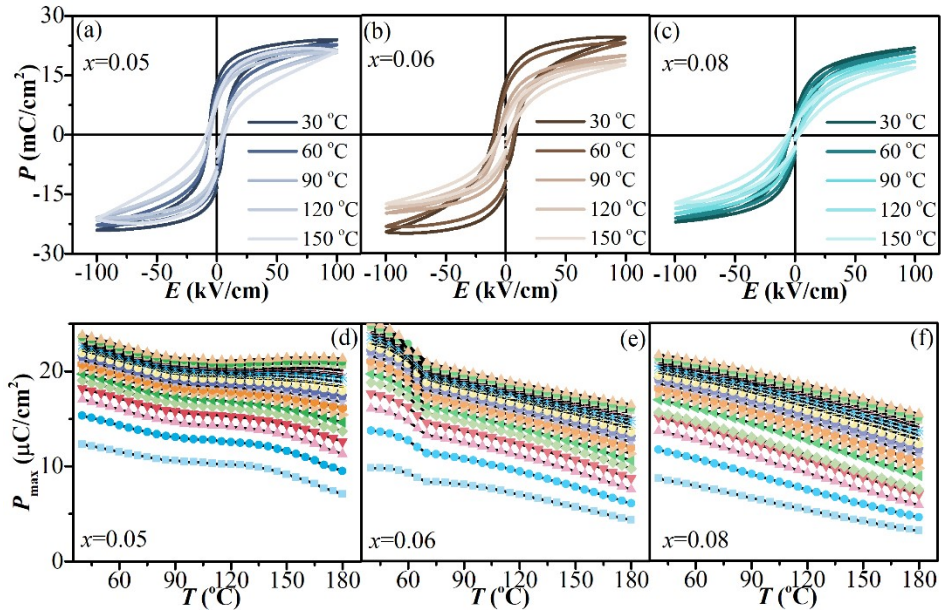 P (mC/cm²)
30
15
0
-15
-30
(a)
x=0.05
30 °C
60 °C
90 °C
120 °C
150 °C
-100 -50 0 50 100
E (kV/cm)
(b)
x=0.06
30 °C
60 °C
90 °C
120 °C
150 °C
-100 -50 0 50 100
E (kV/cm)
(c)
x=0.08
30 °C
60 °C
90 °C
120 °C
150 °C
-100 -50 0 50 100
E (kV/cm)
Pmax (μC/cm²)
20
10
0
(d)
x=0.05
60 90 120 150 180
T (°C)
(e)
x=0.06
60 90 120 150 180
T (°C)
(f)
x=0.08
60 90 120 150 180
T (°C)